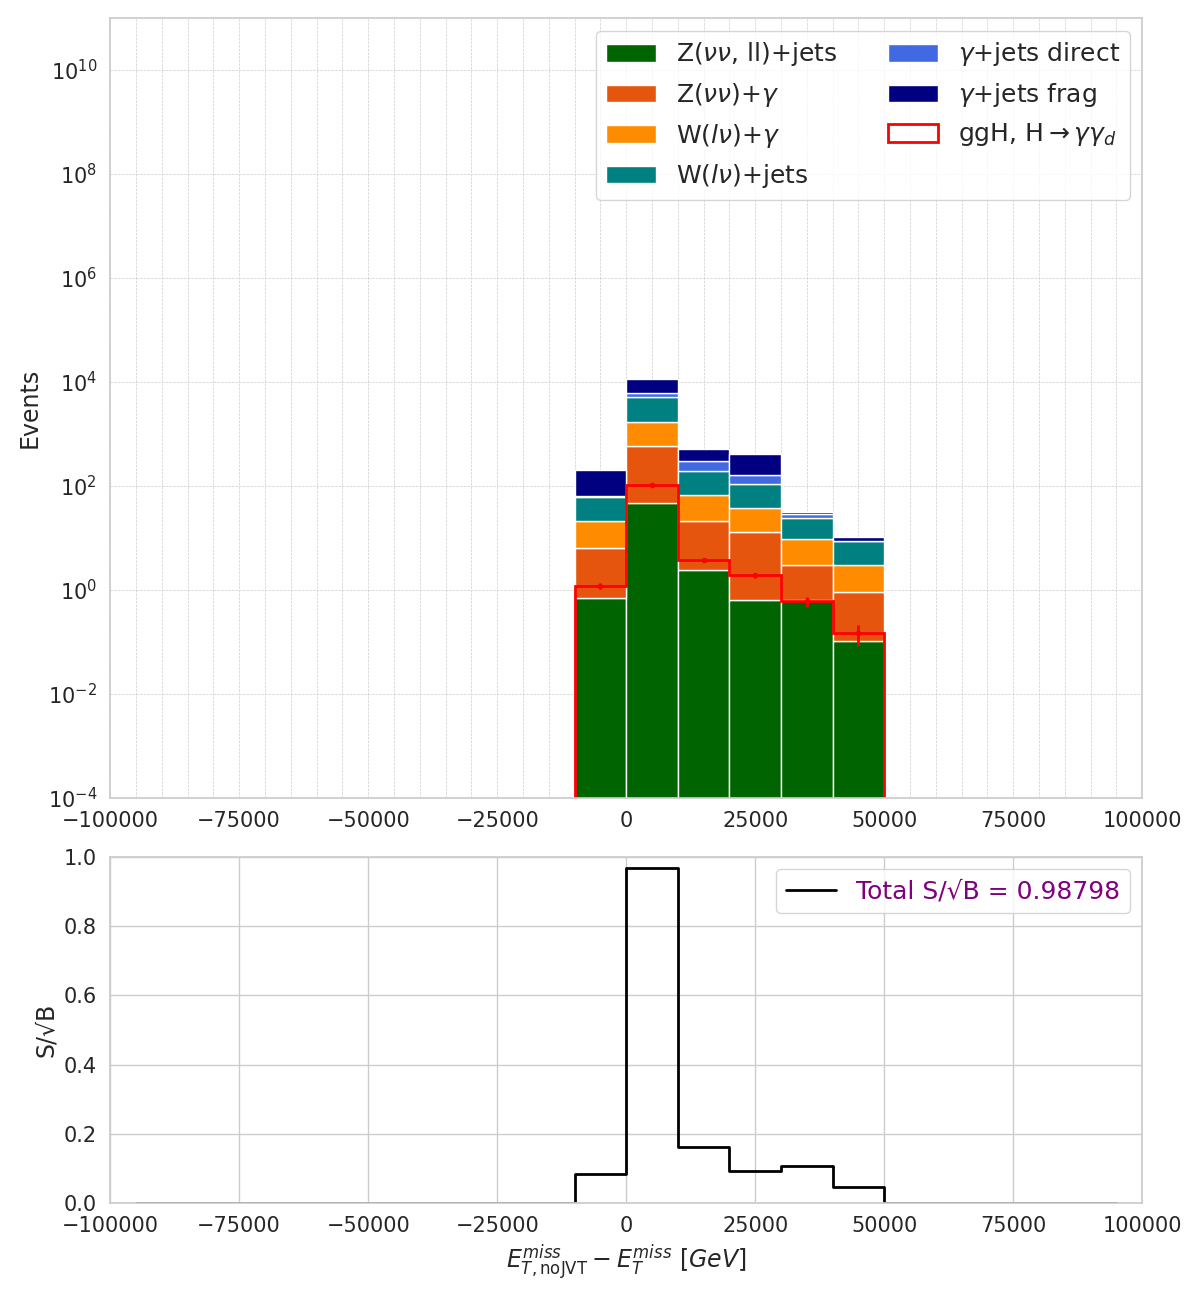 Z(νν, ll)+jets
Z(νν)+γ
W(lν)+γ
W(lν)+jets
γ+jets direct
γ+jets frag
ggH, H→γγ_d
Events
10^10
10^8
10^6
10^4
10^2
10^0
10^−2
10^−4
−100000 −75000 −50000 −25000 0 25000 50000 75000 100000
Total S/√B = 0.98798
S/√B
1.0
0.8
0.6
0.4
0.2
0.0
−100000 −75000 −50000 −25000 0 25000 50000 75000 100000
E_{T,noJVT}^{miss} − E_T^{miss} [GeV]